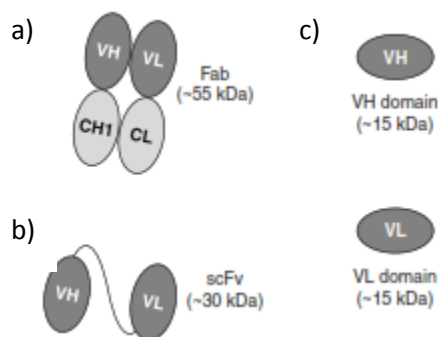 a)
VH VL
CH1 CL
Fab
(~55 kDa)
b)
VH VL
scFv
(~30 kDa)
c)
VH
VH domain
(~15 kDa)
VL
VL domain
(~15 kDa)